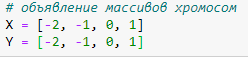 # объявление массивов хромосом
X = [-2, -1, 0, 1]
Y = [-2, -1, 0, 1]